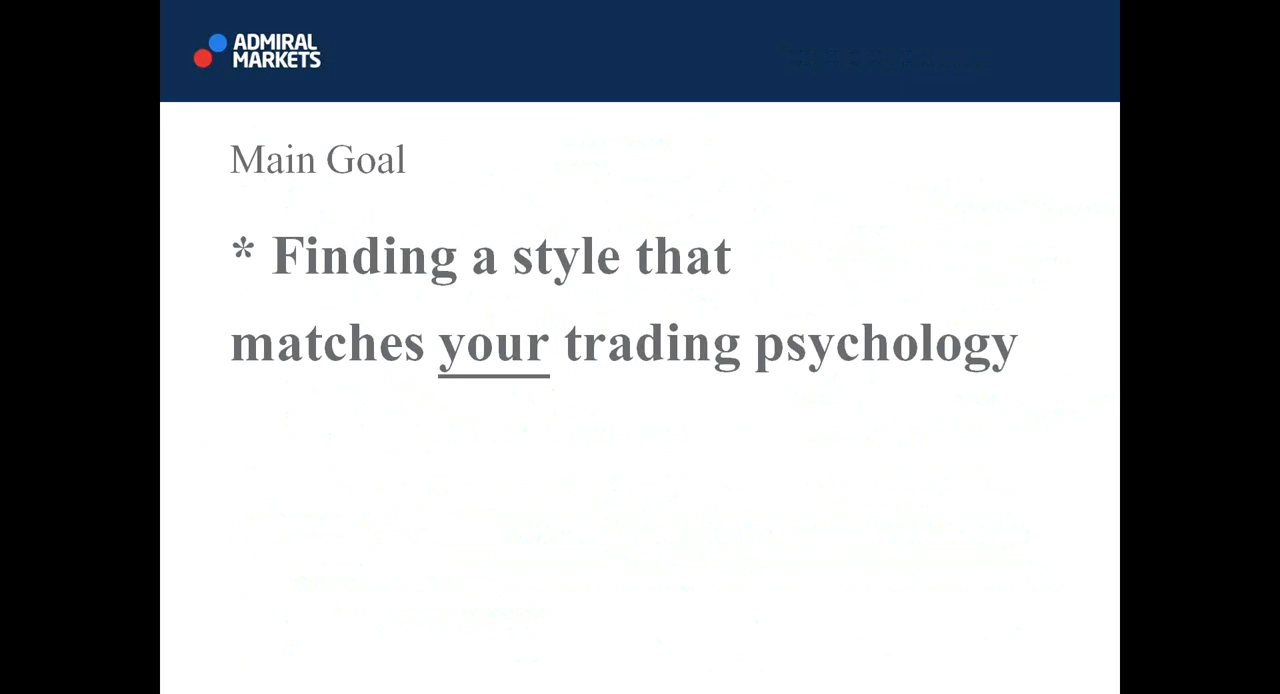 ADMIRAL
MARKETS
Main Goal
* Finding a style that
matches your trading psychology